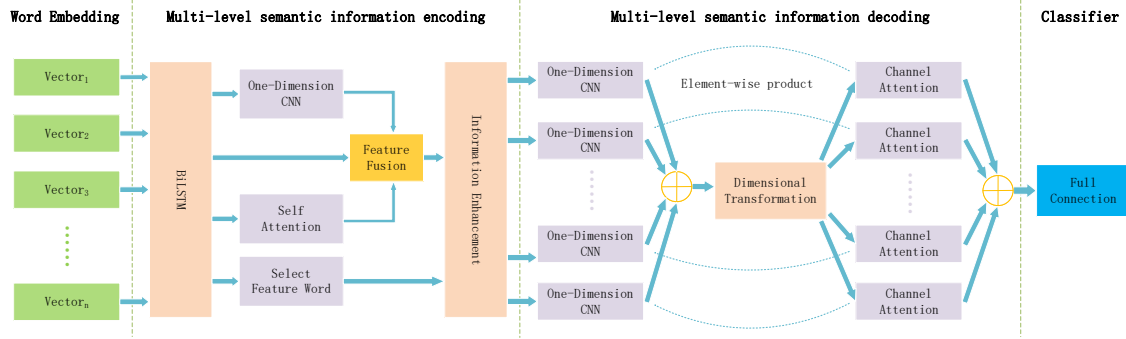 Word Embedding
Multi-level semantic information encoding
Multi-level semantic information decoding
Classifier
Vector1
Vector2
Vector3
Vectorn
BiLSTM
One-Dimension
CNN
Feature
Fusion
Self
Attention
Select
Feature Word
Information Enhancement
One-Dimension
CNN
One-Dimension
CNN
One-Dimension
CNN
One-Dimension
CNN
Element-wise product
Dimensional
Transformation
Channel
Attention
Channel
Attention
Channel
Attention
Channel
Attention
Full
Connection